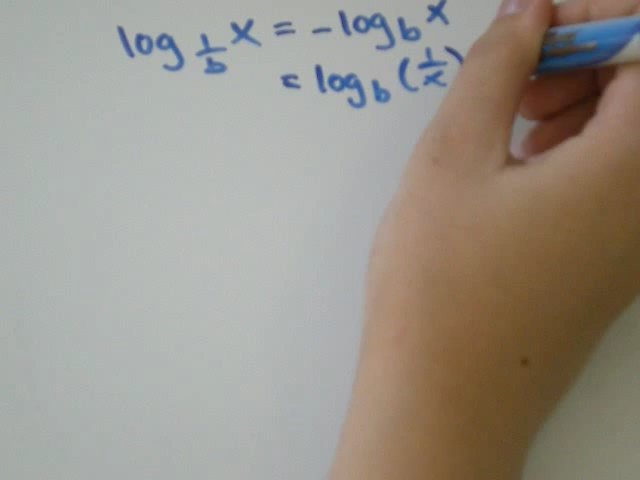 log 1/b x = - log b x
= log b (1/x)